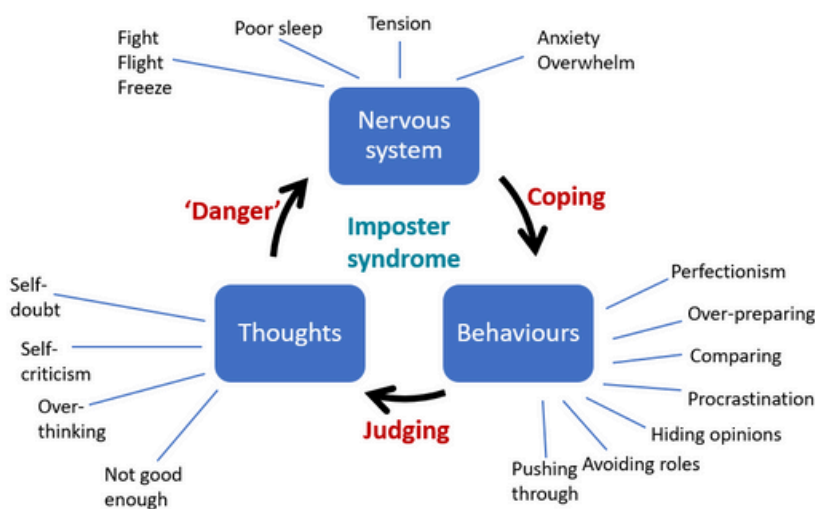 Fight
Flight
Freeze
Poor sleep
Tension
Anxiety
Overwhelm
Nervous
system
'Danger'
Coping
Imposter
syndrome
Self-
doubt
Self-
criticism
Over-
thinking
Not good
enough
Thoughts
Behaviours
Judging
Perfectionism
Over-preparing
Comparing
Procrastination
Hiding opinions
Avoiding roles
Pushing
through